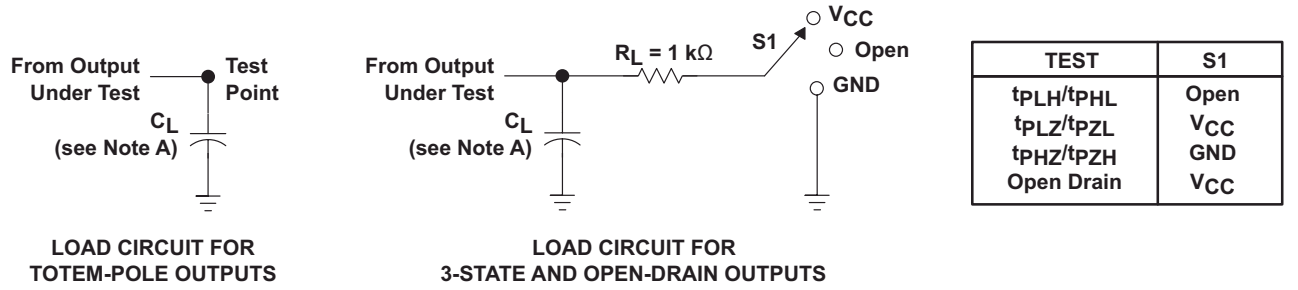 From Output
Under Test
Test
Point
CL
(see Note A)
LOAD CIRCUIT FOR
TOTEM-POLE OUTPUTS
From Output
Under Test
RL = 1 kΩ
S1
VCC
Open
GND
CL
(see Note A)
LOAD CIRCUIT FOR
3-STATE AND OPEN-DRAIN OUTPUTS
TEST S1
tPLH/tPHL Open
tPLZ/tPZL VCC
tPHZ/tPZH GND
Open Drain VCC